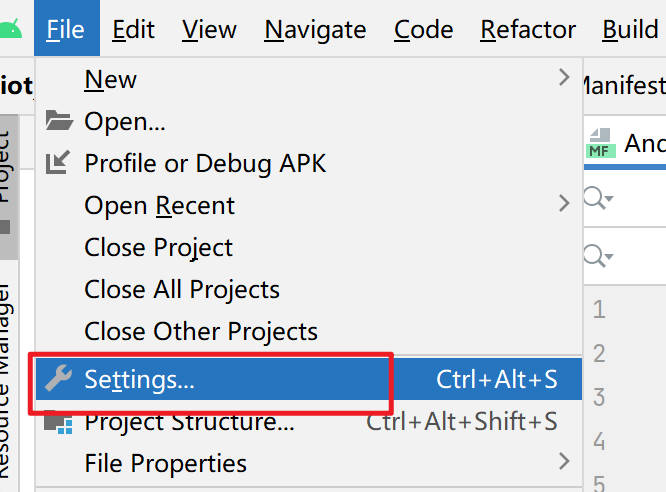 File Edit View Navigate Code Refactor Build
iot
Manifest
New
Open...
MF And
Profile or Debug APK
Open Recent
Close Project
Close All Projects
Close Other Projects
Settings... Ctrl+Alt+S
Project Structure... Ctrl+Alt+Shift+S
File Properties
Project
Resource Manager
1
2
3
4
5